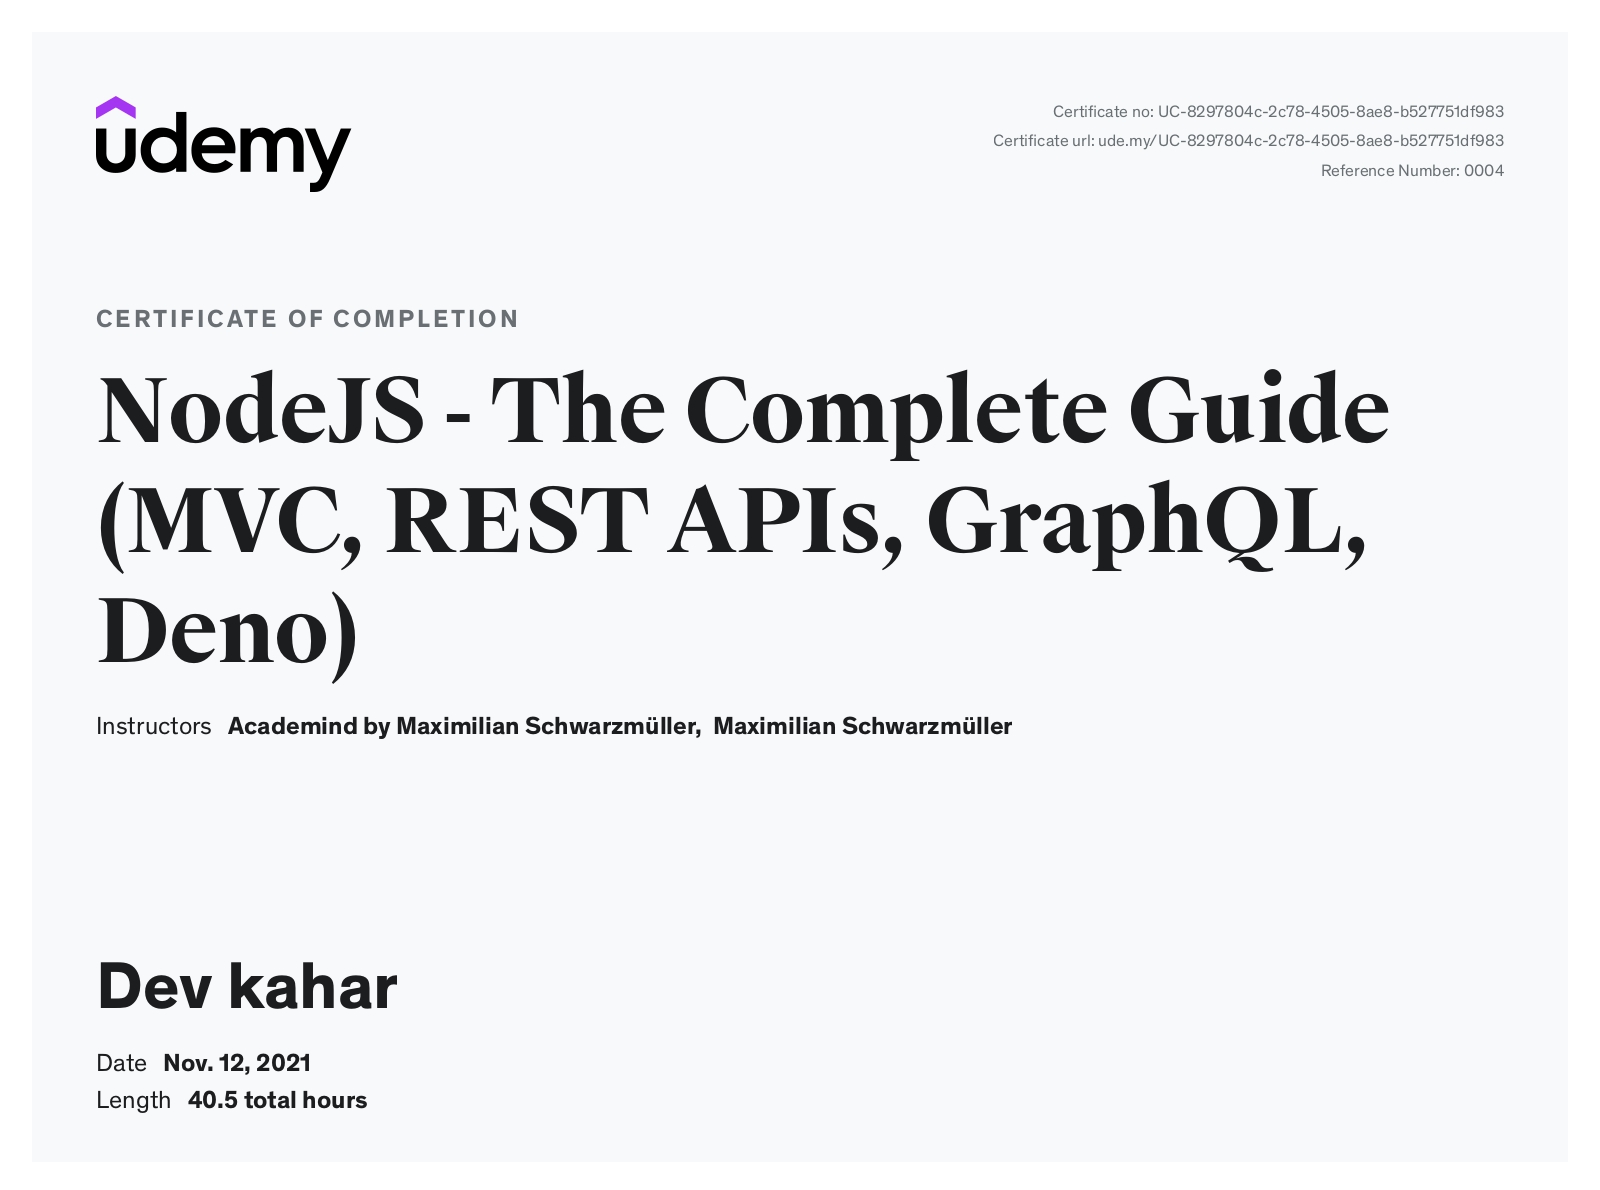 udemy
Certificate no: UC-8297804c-2c78-4505-8ae8-b527751df983
Certificate url: ude.my/UC-8297804c-2c78-4505-8ae8-b527751df983
Reference Number: 0004
CERTIFICATE OF COMPLETION
NodeJS - The Complete Guide
(MVC, REST APIs, GraphQL,
Deno)
Instructors Academind by Maximilian Schwarzmüller, Maximilian Schwarzmüller
Dev kahar
Date Nov. 12, 2021
Length 40.5 total hours